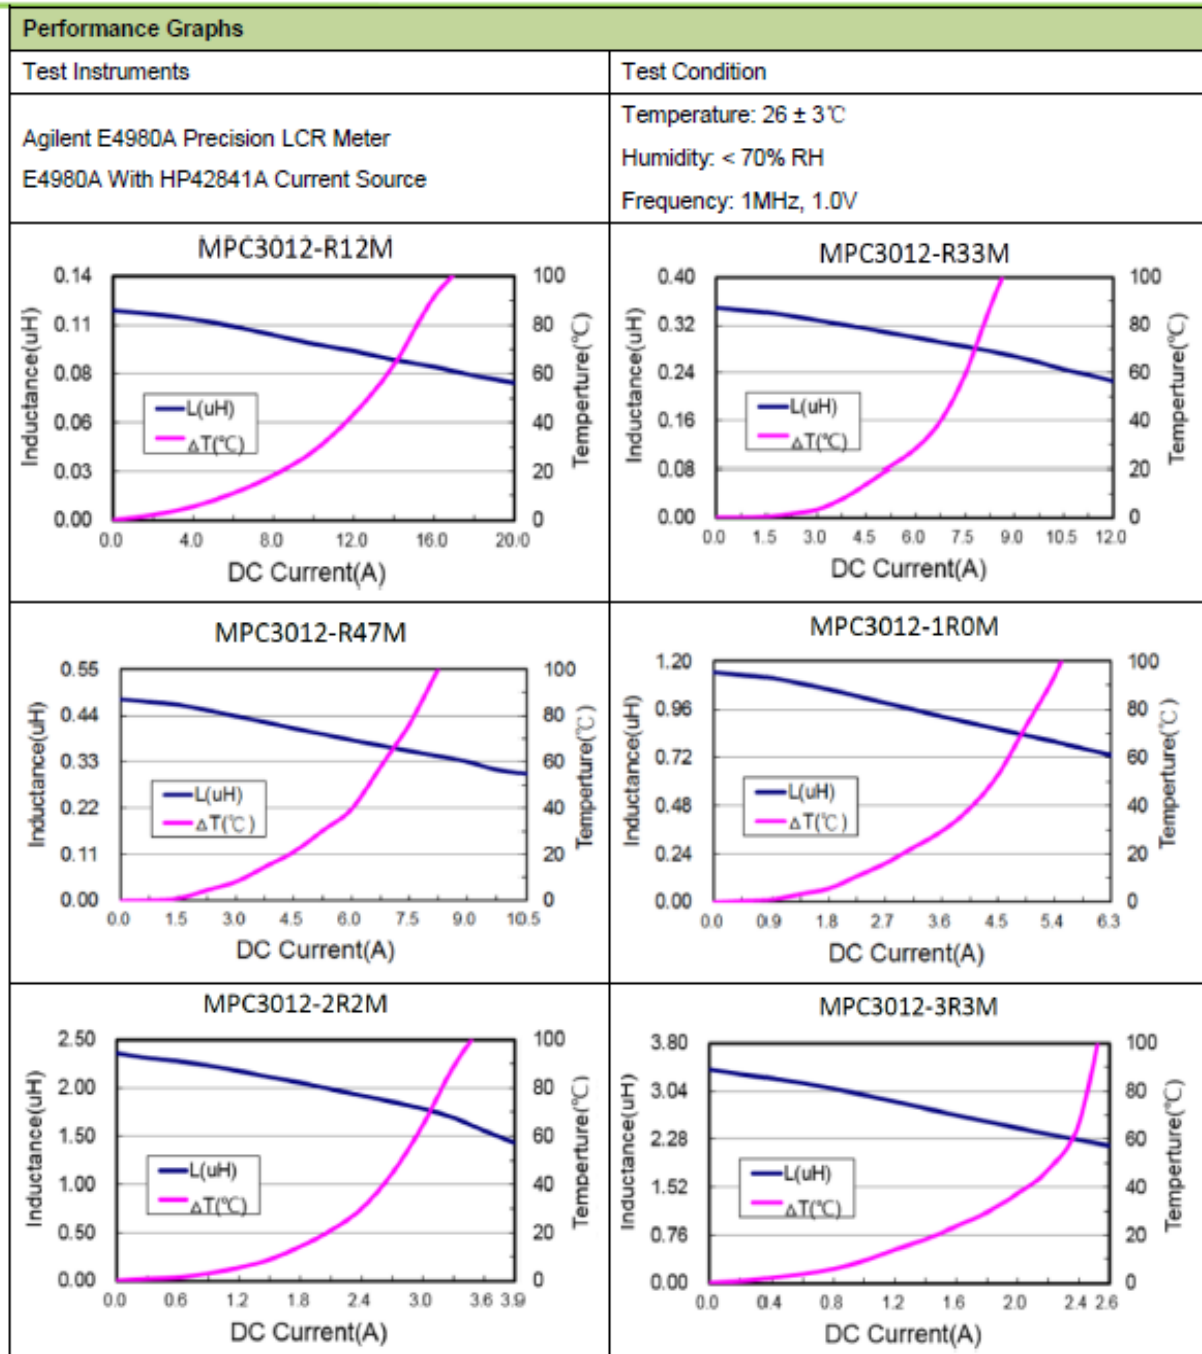 Performance Graphs
Test Instruments
Test Condition
Agilent E4980A Precision LCR Meter
E4980A With HP42841A Current Source
Temperature: 26 ± 3℃
Humidity: < 70% RH
Frequency: 1MHz, 1.0V
MPC3012-R12M
Inductance(uH)
0.14
0.11
0.08
0.06
0.03
0.00
L(uH)
ΔT(℃)
100
80
60
40
20
0
Temperture(℃)
0.0 4.0 8.0 12.0 16.0 20.0
DC Current(A)
MPC3012-R33M
Inductance(uH)
0.40
0.32
0.24
0.16
0.08
0.00
L(uH)
ΔT(℃)
100
80
60
40
20
0
Temperture(℃)
0.0 1.5 3.0 4.5 6.0 7.5 9.0 10.5 12.0
DC Current(A)
MPC3012-R47M
Inductance(uH)
0.55
0.44
0.33
0.22
0.11
0.00
L(uH)
ΔT(℃)
100
80
60
40
20
0
Temperture(℃)
0.0 1.5 3.0 4.5 6.0 7.5 9.0 10.5
DC Current(A)
MPC3012-1R0M
Inductance(uH)
1.20
0.96
0.72
0.48
0.24
0.00
L(uH)
ΔT(℃)
100
80
60
40
20
0
Temperture(℃)
0.0 0.9 1.8 2.7 3.6 4.5 5.4 6.3
DC Current(A)
MPC3012-2R2M
Inductance(uH)
2.50
2.00
1.50
1.00
0.50
0.00
L(uH)
ΔT(℃)
100
80
60
40
20
0
Temperture(℃)
0.0 0.6 1.2 1.8 2.4 3.0 3.6 3.9
DC Current(A)
MPC3012-3R3M
Inductance(uH)
3.80
3.04
2.28
1.52
0.76
0.00
L(uH)
ΔT(℃)
100
80
60
40
20
0
Temperture(℃)
0.0 0.4 0.8 1.2 1.6 2.0 2.4 2.6
DC Current(A)